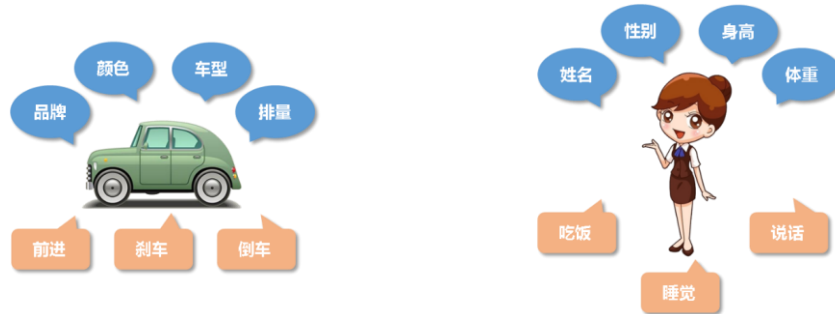 颜色
车型
品牌
排量
前进
刹车
倒车
性别
身高
姓名
体重
吃饭
说话
睡觉